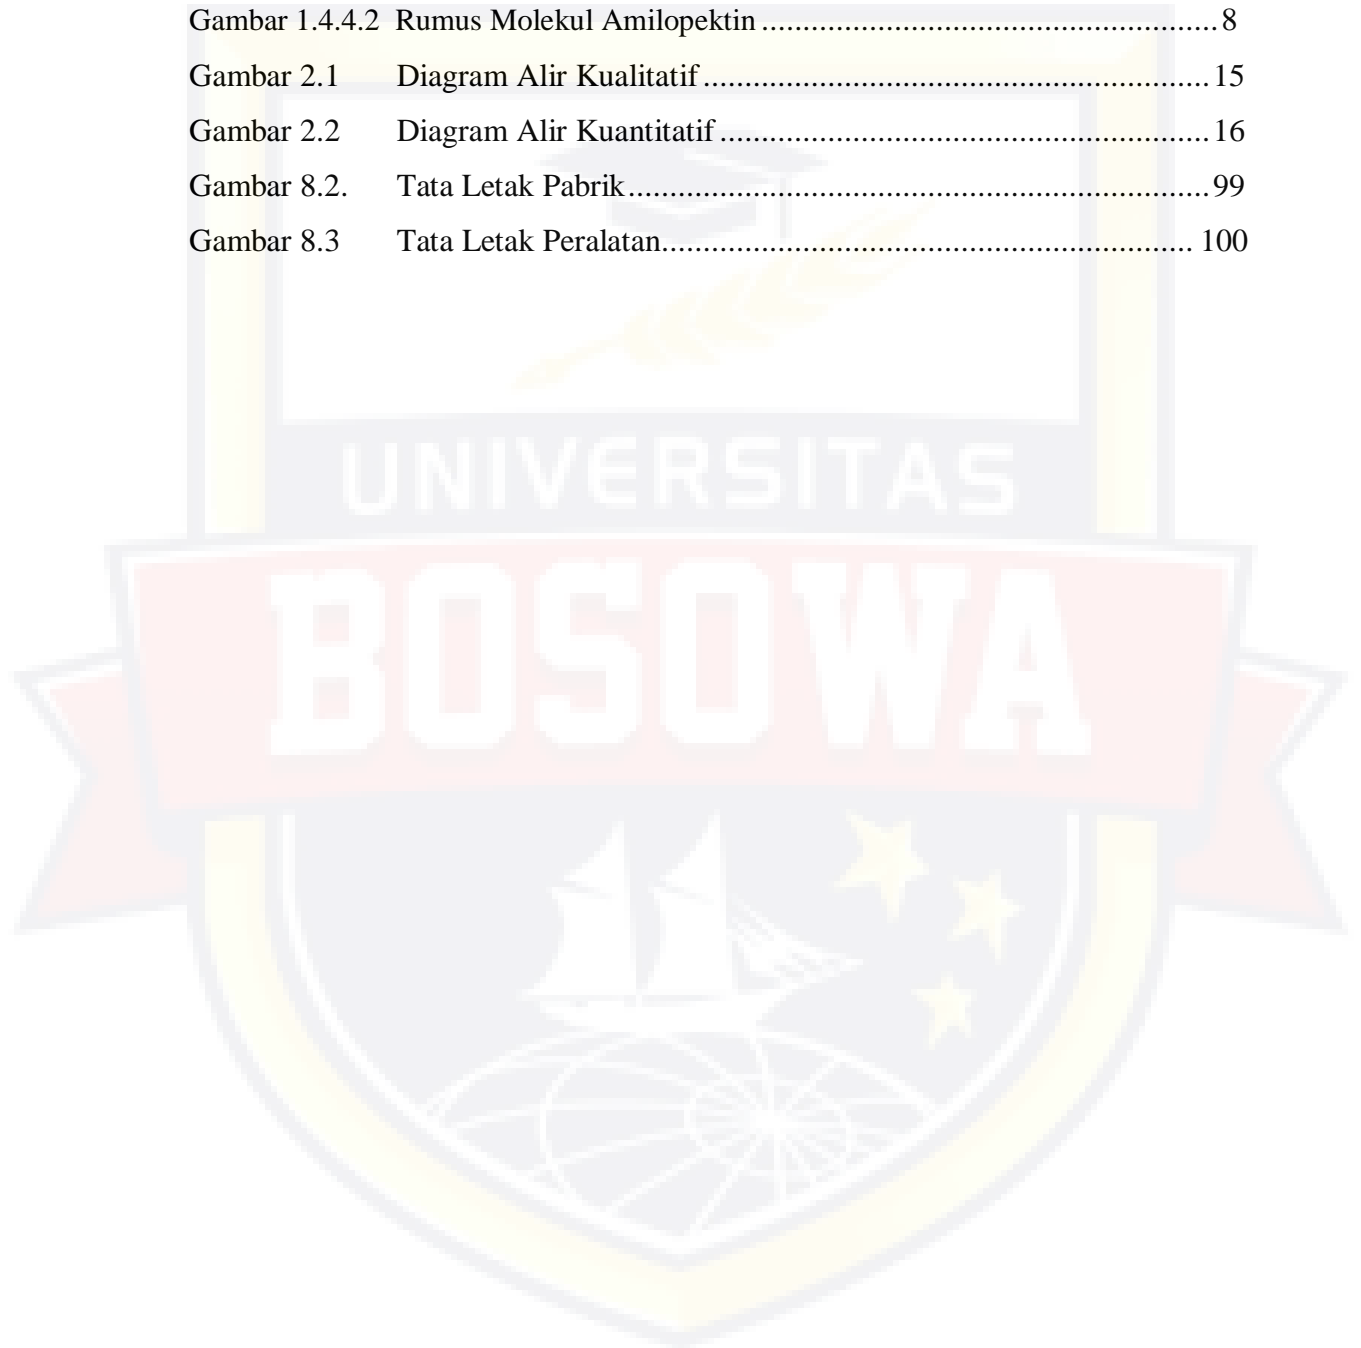 Gambar 1.4.4.2 Rumus Molekul Amilopektin ........................................................ 8
Gambar 2.1 Diagram Alir Kualitatif .............................................................. 15
Gambar 2.2 Diagram Alir Kuantitatif ............................................................ 16
Gambar 8.2. Tata Letak Pabrik ....................................................................... 99
Gambar 8.3 Tata Letak Peralatan................................................................ 100
UNIVERSITAS
BOSOWA